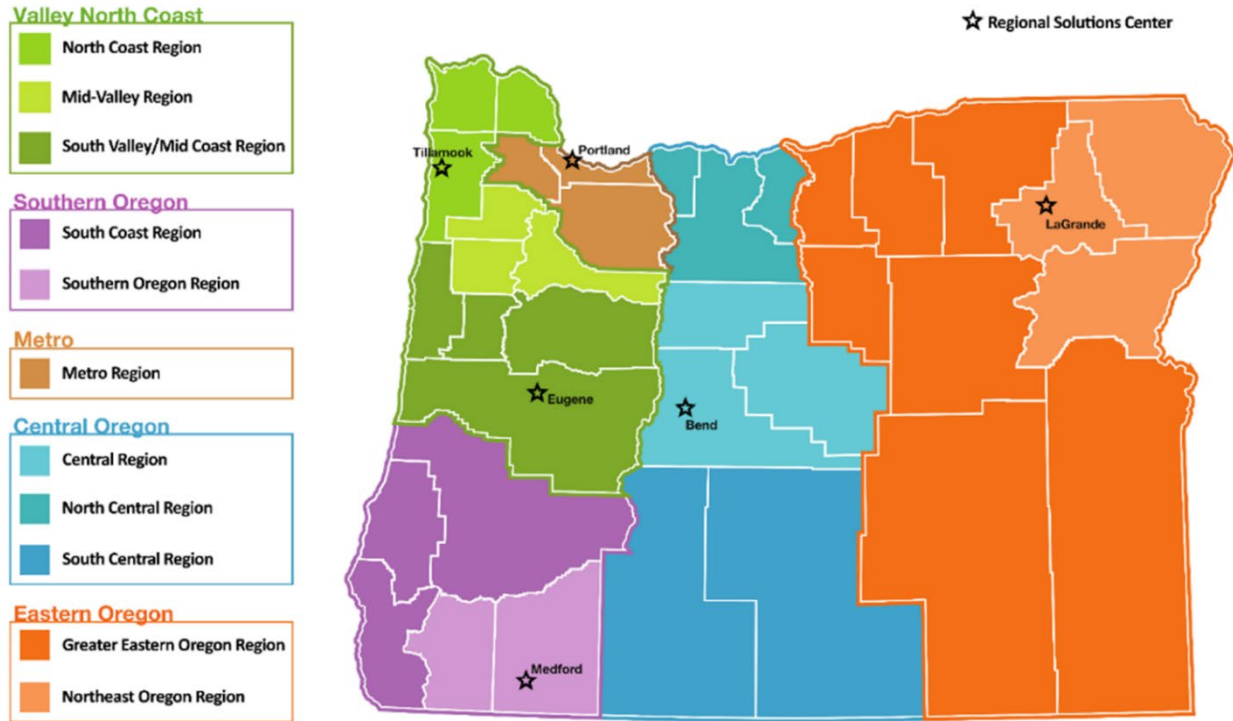 Valley North Coast
North Coast Region
Mid-Valley Region
South Valley/Mid Coast Region
Southern Oregon
South Coast Region
Southern Oregon Region
Metro
Metro Region
Central Oregon
Central Region
North Central Region
South Central Region
Eastern Oregon
Greater Eastern Oregon Region
Northeast Oregon Region
Regional Solutions Center
Portland
Tillamook
LaGrande
Eugene
Bend
Medford